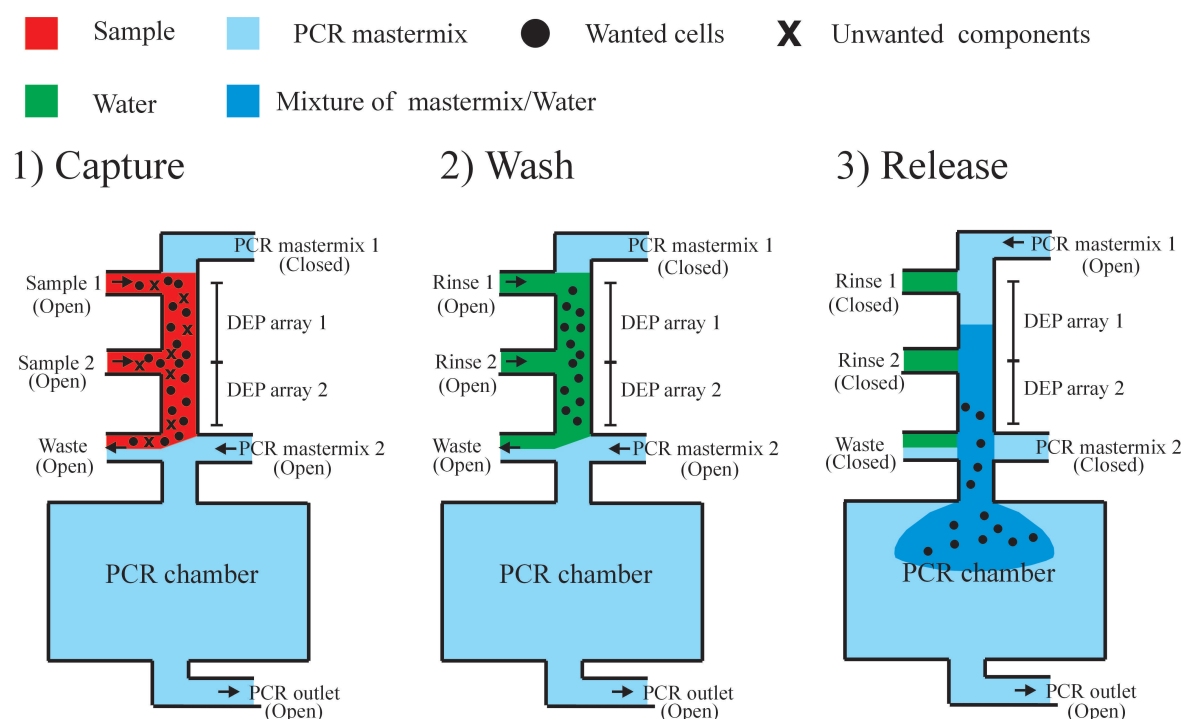 Sample
PCR mastermix
Wanted cells
X Unwanted components
Water
Mixture of mastermix/Water
1) Capture
2) Wash
3) Release
PCR mastermix 1
(Closed)
Sample 1
(Open)
DEP array 1
Sample 2
(Open)
DEP array 2
Waste
(Open)
PCR mastermix 2
(Open)
PCR chamber
PCR outlet
(Open)
PCR mastermix 1
(Closed)
Rinse 1
(Open)
DEP array 1
Rinse 2
(Open)
DEP array 2
Waste
(Open)
PCR mastermix 2
(Open)
PCR chamber
PCR outlet
(Open)
PCR mastermix 1
(Open)
Rinse 1
(Closed)
DEP array 1
Rinse 2
(Closed)
DEP array 2
Waste
(Closed)
PCR mastermix 2
(Closed)
PCR chamber
PCR outlet
(Open)